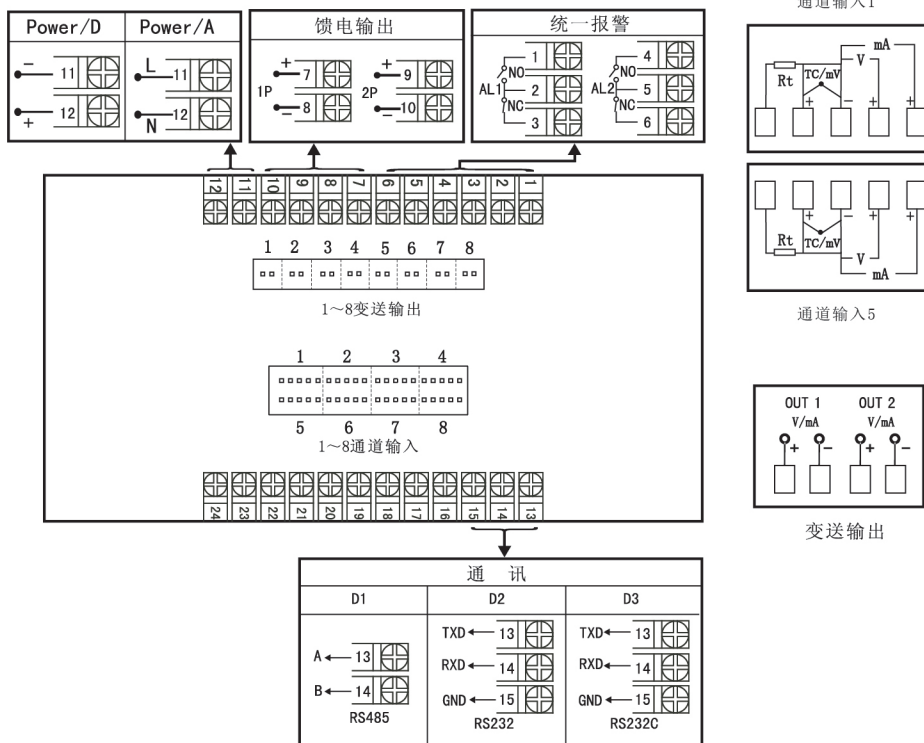 通道输入1
Power/D Power/A
- 11
+ 12
L 11
N 12
馈电输出
1P + 7 2P + 9
- 8 - 10
统一报警
1 4
NO NO
AL1 2 AL2 5
NC NC
3 6
mA
V
Rt TC/mV
+ - + +
12 11 10 9 8 7 6 5 4 3 2 1
1 2 3 4 5 6 7 8
1~8变送输出
1 2 3 4
5 6 7 8
1~8通道输入
+ - + +
Rt TC/mV
V
mA
通道输入5
OUT 1 OUT 2
V/mA V/mA
+ - + -
变送输出
24 23 22 21 20 19 18 17 16 15 14 13
通 讯
D1 D2 D3
A 13
B 14
RS485
TXD 13
RXD 14
GND 15
RS232
TXD 13
RXD 14
GND 15
RS232C